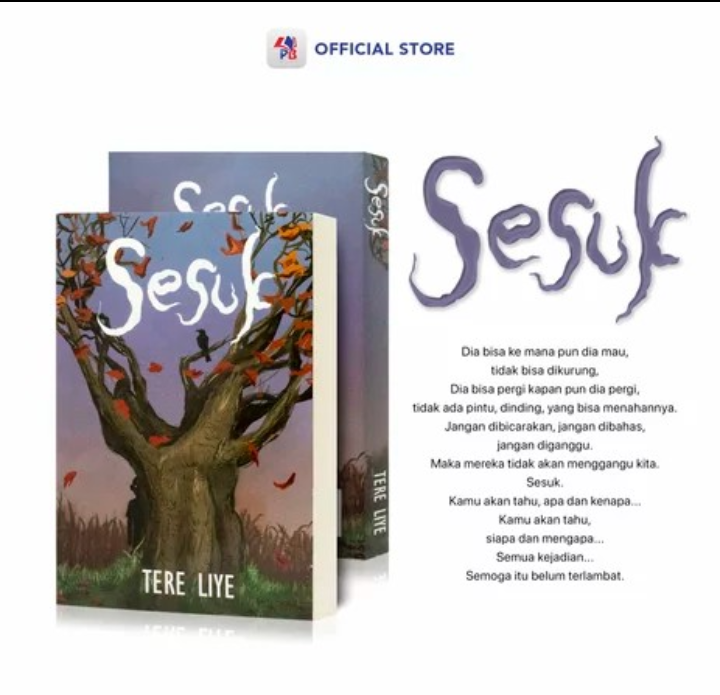 LPB
OFFICIAL STORE
Sesuk
Sesuk
Sesuk
TERE LIYE
TERE LIYE
Sesuk
Dia bisa ke mana pun dia mau,
tidak bisa dikurung,
Dia bisa pergi kapan pun dia pergi,
tidak ada pintu, dinding, yang bisa menahannya.
Jangan dibicarakan, jangan dibahas,
jangan diganggu.
Maka mereka tidak akan menggangu kita.
Sesuk.
Kamu akan tahu, apa dan kenapa...
Kamu akan tahu,
siapa dan mengapa...
Semua kejadian...
Semoga itu belum terlambat.